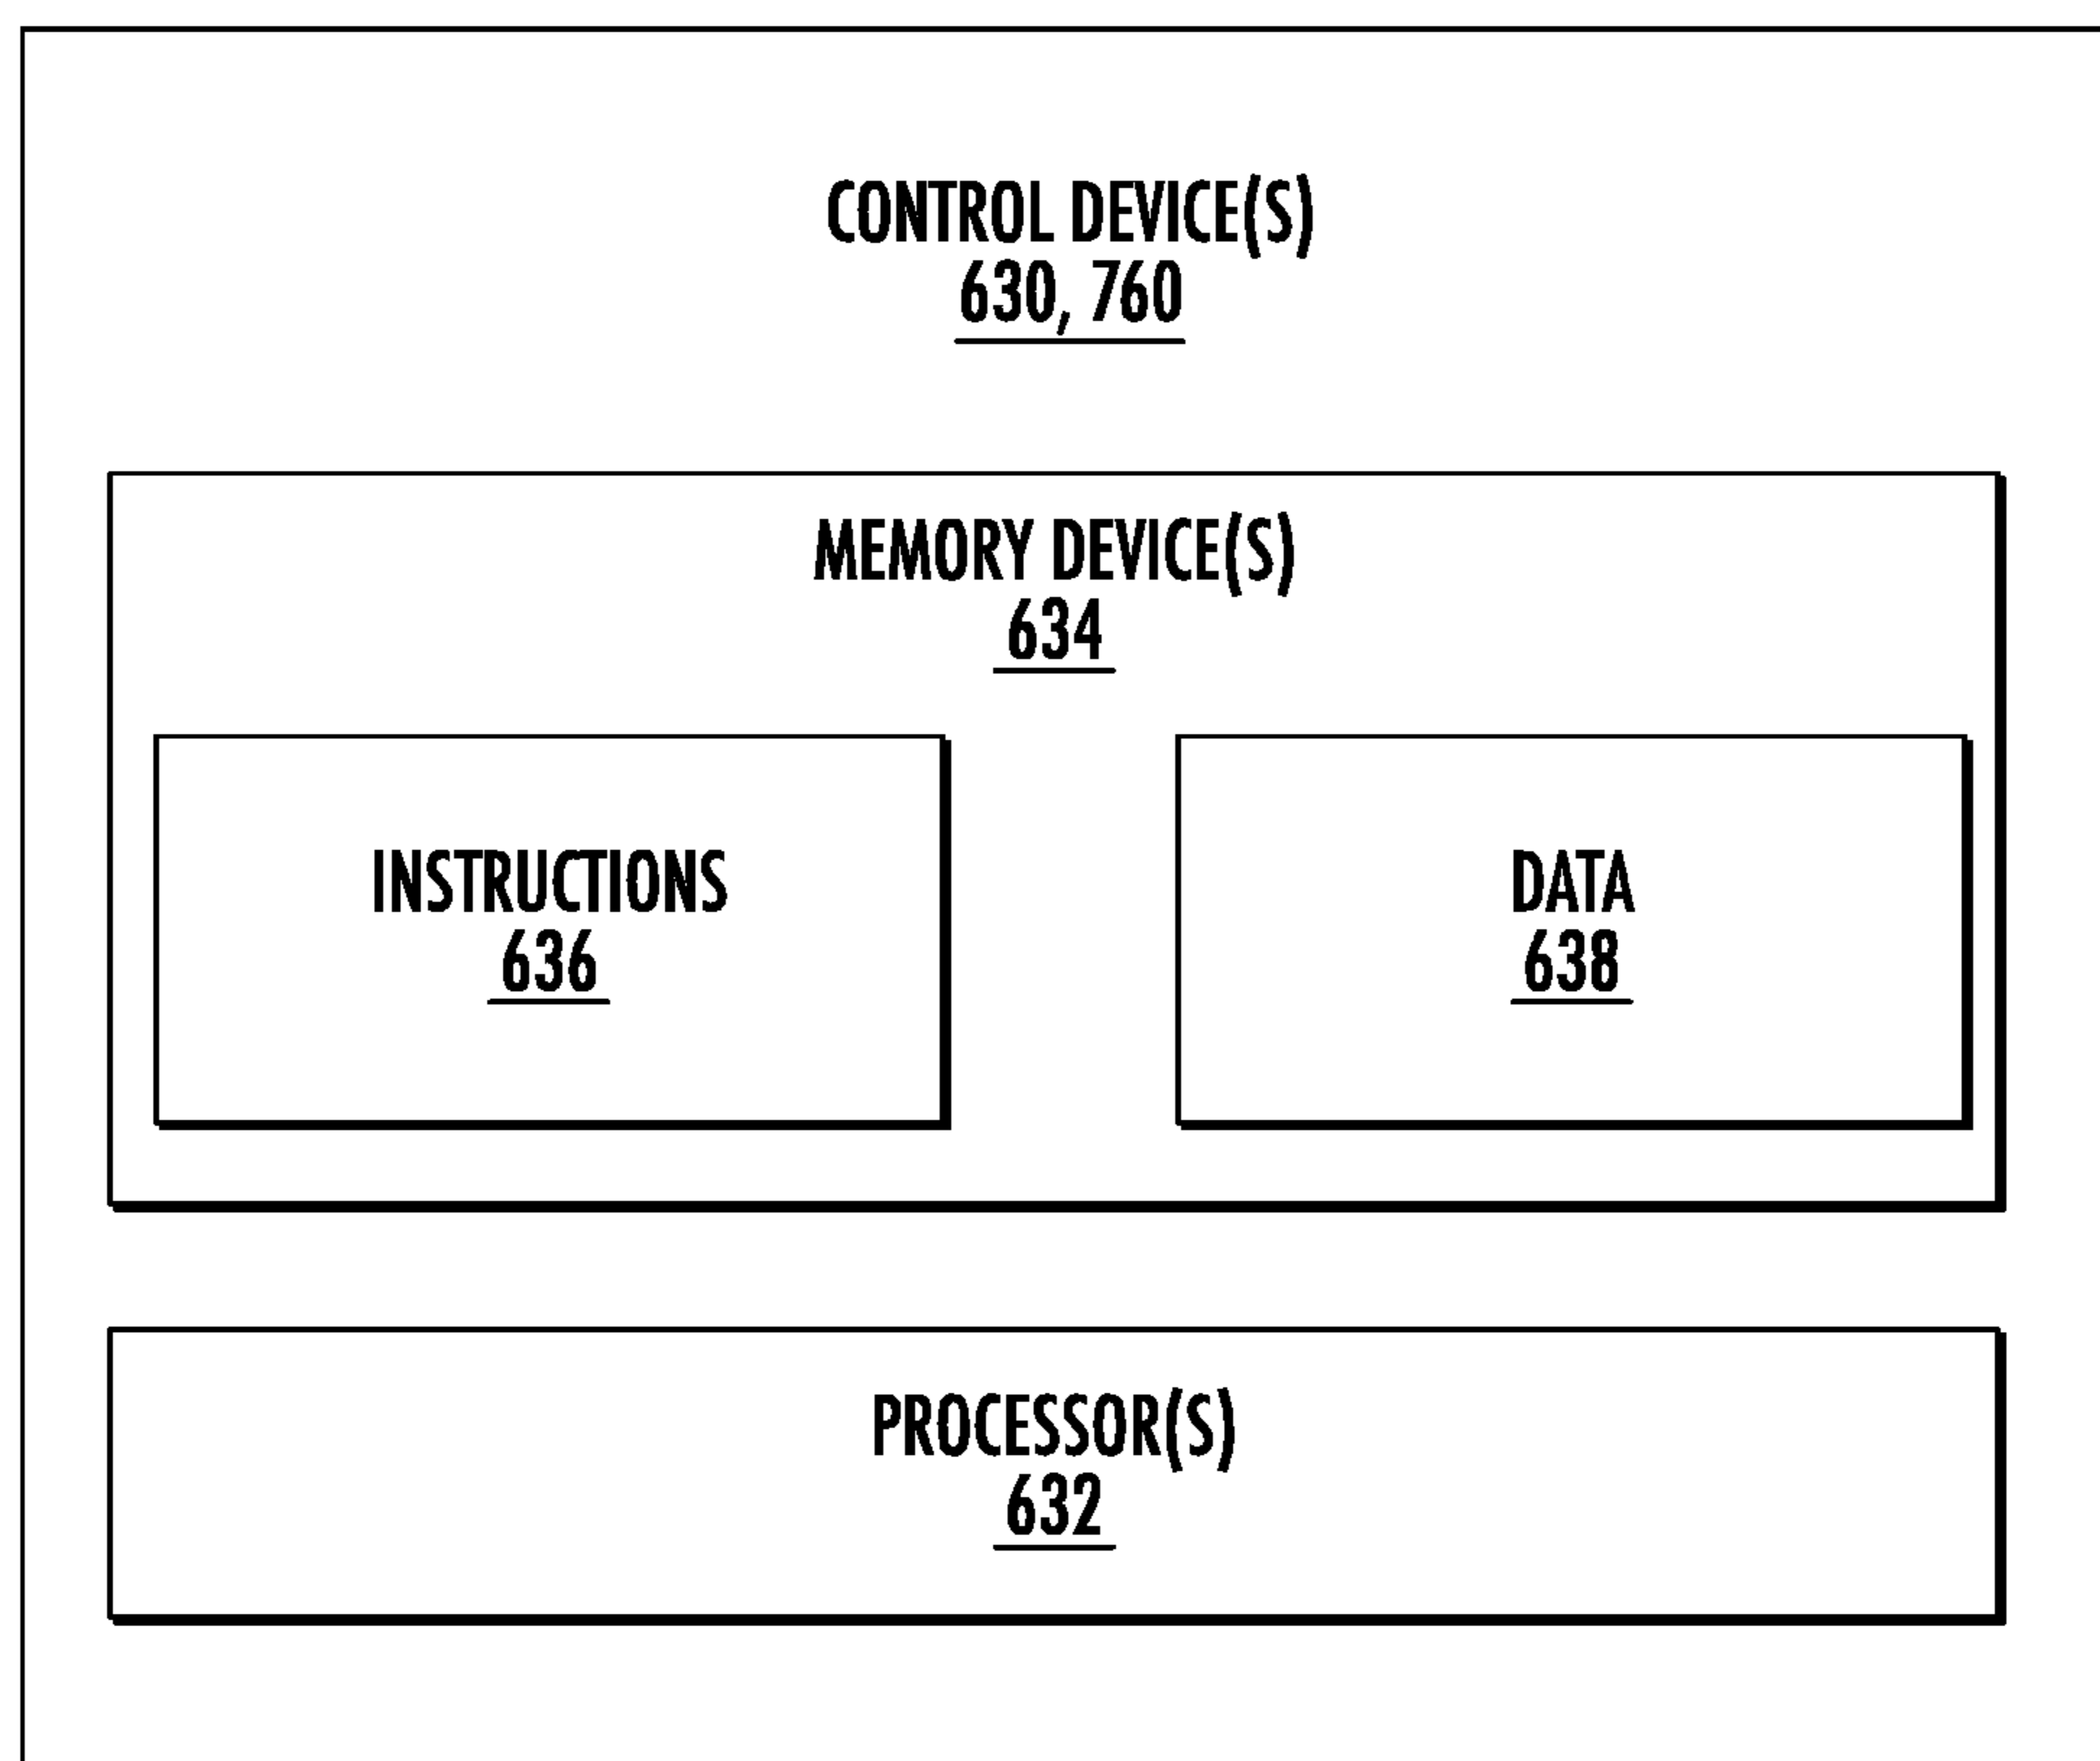 CONTROL DEVICE(S)
630, 760
MEMORY DEVICE(S)
634
INSTRUCTIONS
636
DATA
638
PROCESSOR(S)
632